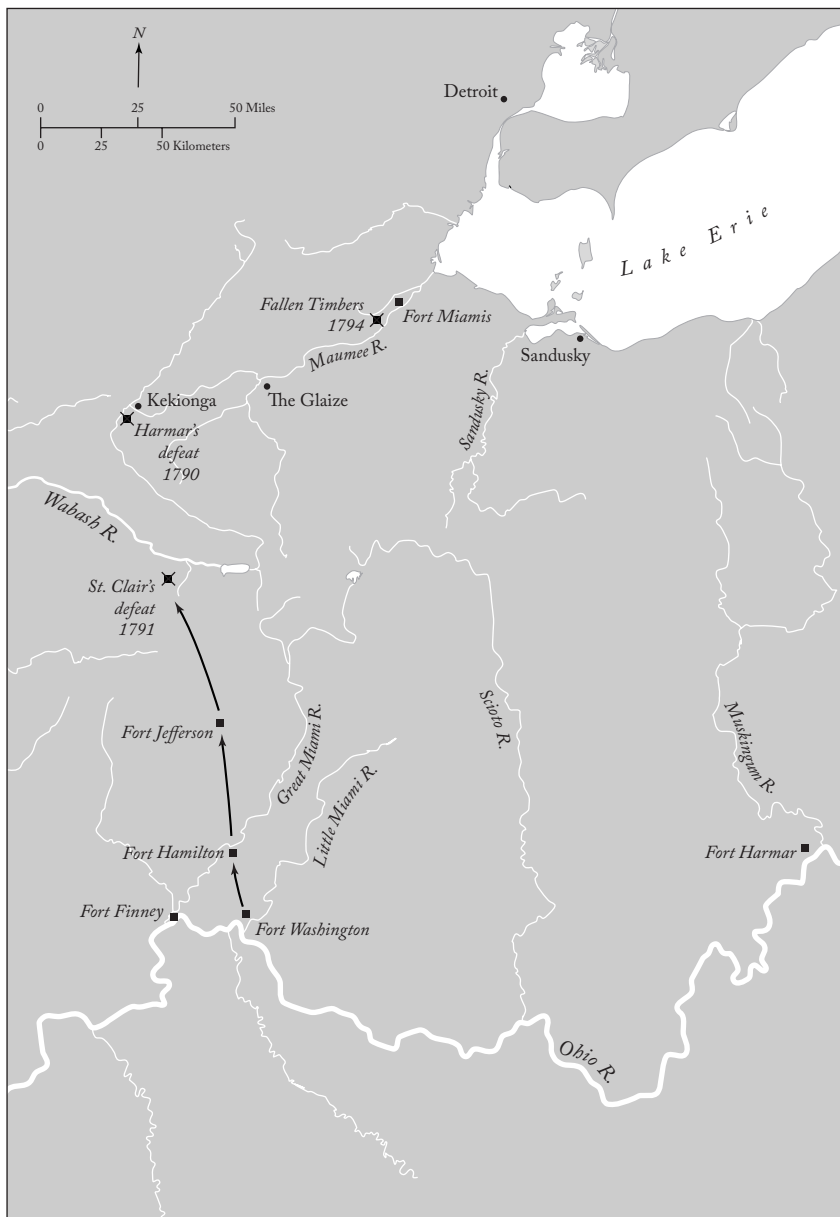 N
0 25 50 Miles
0 25 50 Kilometers
Detroit
Lake Erie
Fallen Timbers
1794
Fort Miamis
Maumee R.
Sandusky
Sandusky R.
The Glaize
Kekionga
Harmar's
defeat
1790
Wabash R.
St. Clair's
defeat
1791
Fort Jefferson
Great Miami R.
Little Miami R.
Scioto R.
Muskingum R.
Fort Hamilton
Fort Harmar
Fort Finney
Fort Washington
Ohio R.